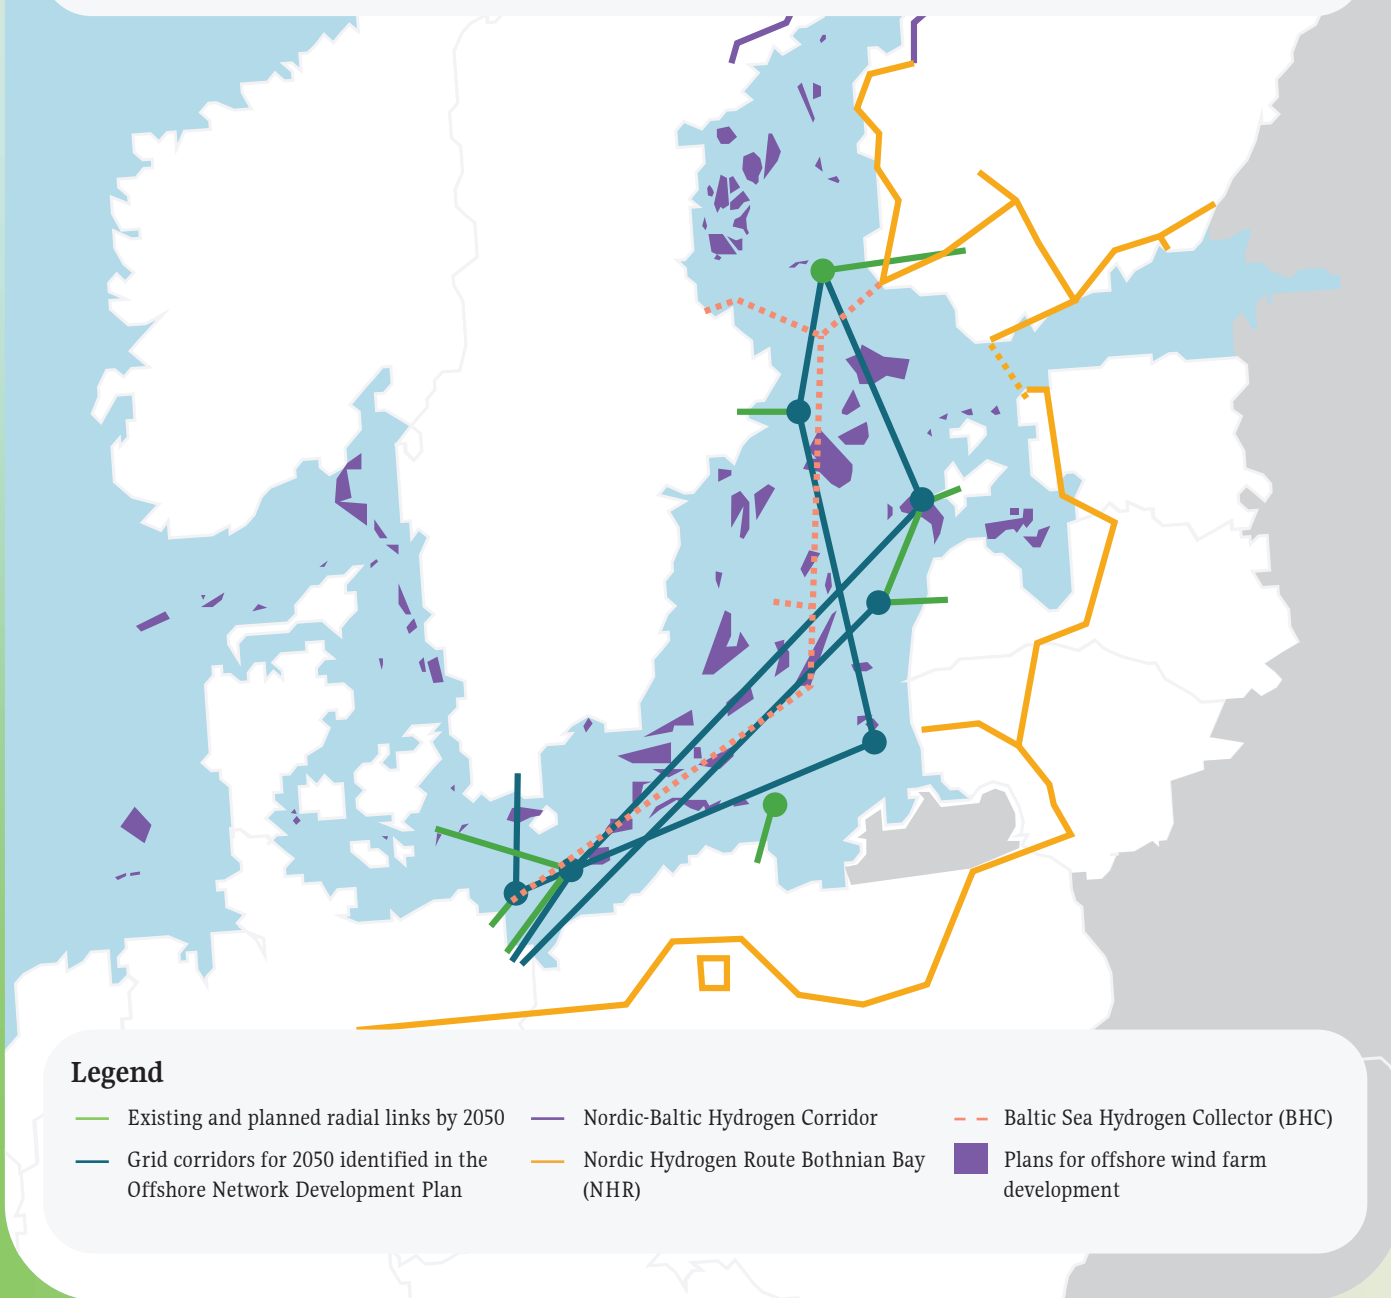 Legend
Existing and planned radial links by 2050
Grid corridors for 2050 identified in the
Offshore Network Development Plan
Nordic-Baltic Hydrogen Corridor
Nordic Hydrogen Route Bothnian Bay
(NHR)
Baltic Sea Hydrogen Collector (BHC)
Plans for offshore wind farm
development